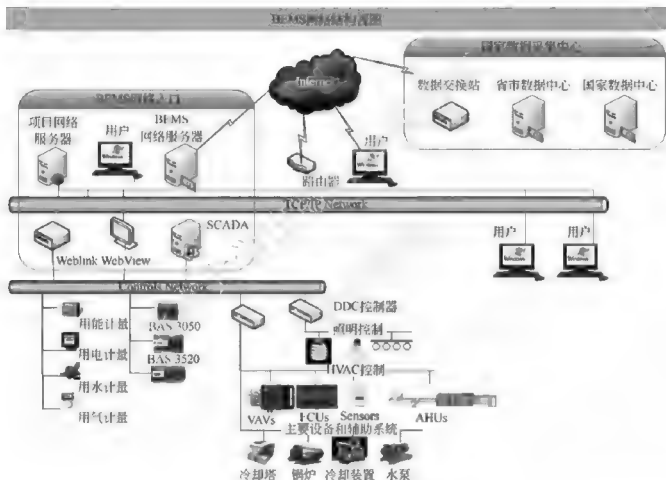 BEMS网络结构视图
国家数据采集中心
Internet
数据交换站 省市数据中心 国家数据中心
BEMS网络入口
项目网络
服务器
用户
BEMS
网络服务器
路由器
用户
TCP/IP Network
SCADA
Weblink WebView
用户 用户
Controls Network
DDC控制器
用能计量
BAS 3050
照明控制
用电计量
BAS 3520
HVAC控制
用水计量
VAVs FCUs Sensors AHUs
用气计量
主要设备和辅助系统
冷却塔 锅炉 冷却装置 水泵